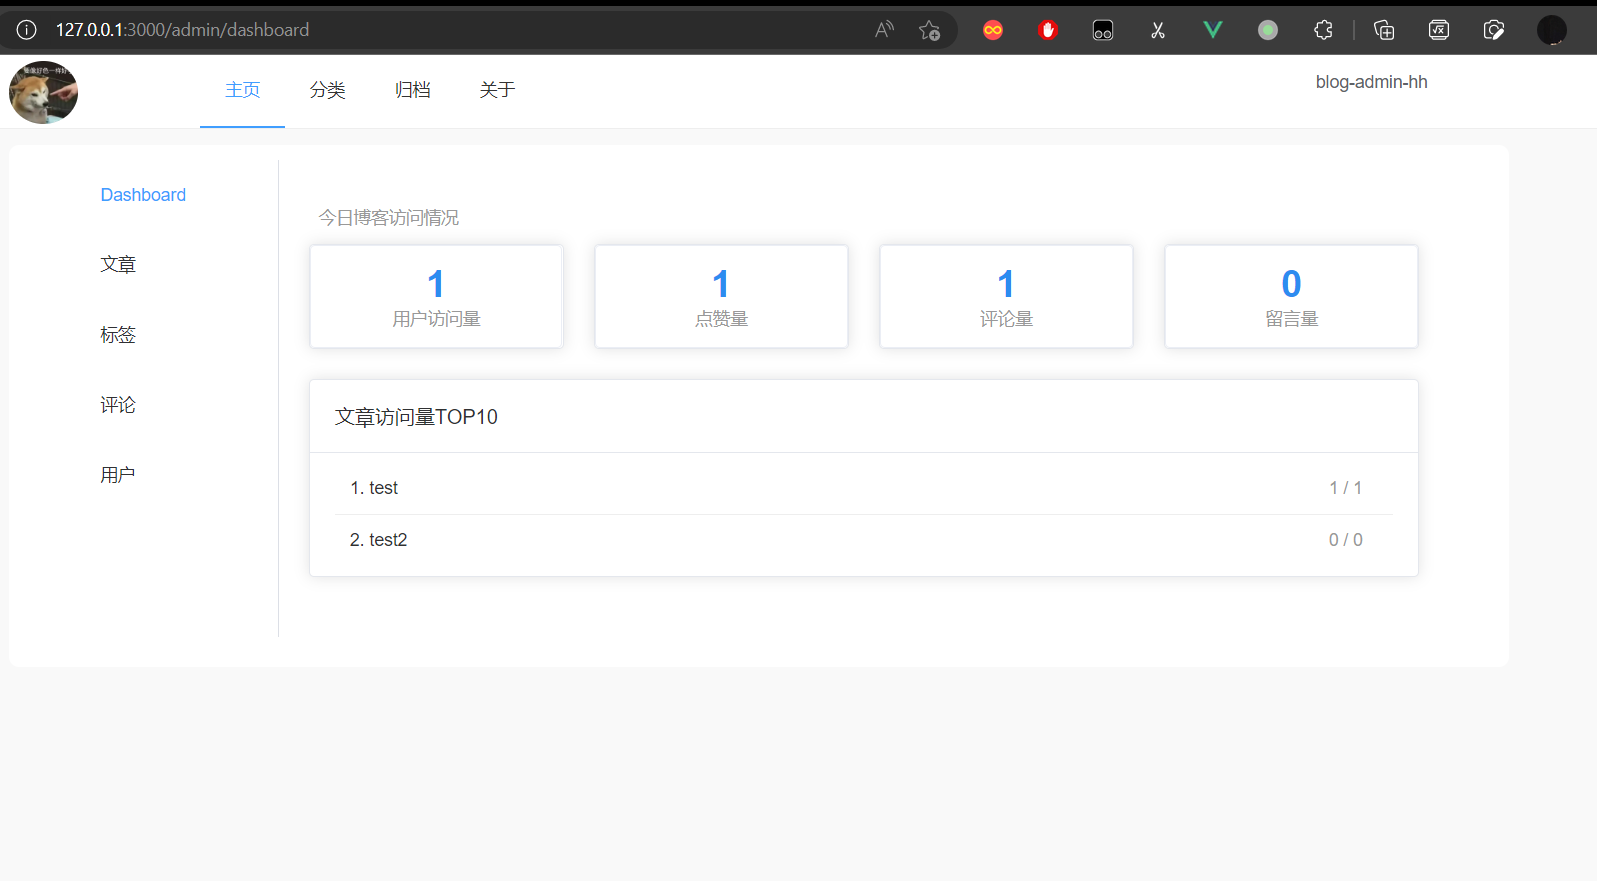 127.0.0.1:3000/admin/dashboard
主页 分类 归档 关于 blog-admin-hh
Dashboard
文章
标签
评论
用户
今日博客访问情况
1 1 1 0
用户访问量 点赞量 评论量 留言量
文章访问量TOP10
1. test 1 / 1
2. test2 0 / 0